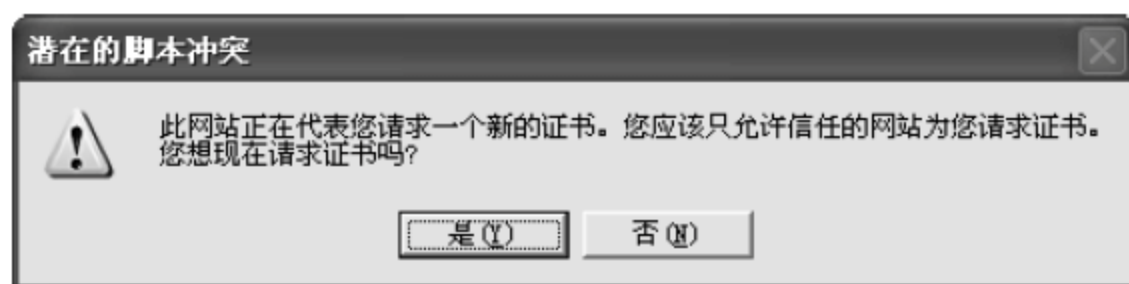 潜在的脚本冲突
此网站正在代表您请求一个新的证书。您应该只允许信任的网站为您请求证书。
您想现在请求证书吗?
是(Y) 否(N)